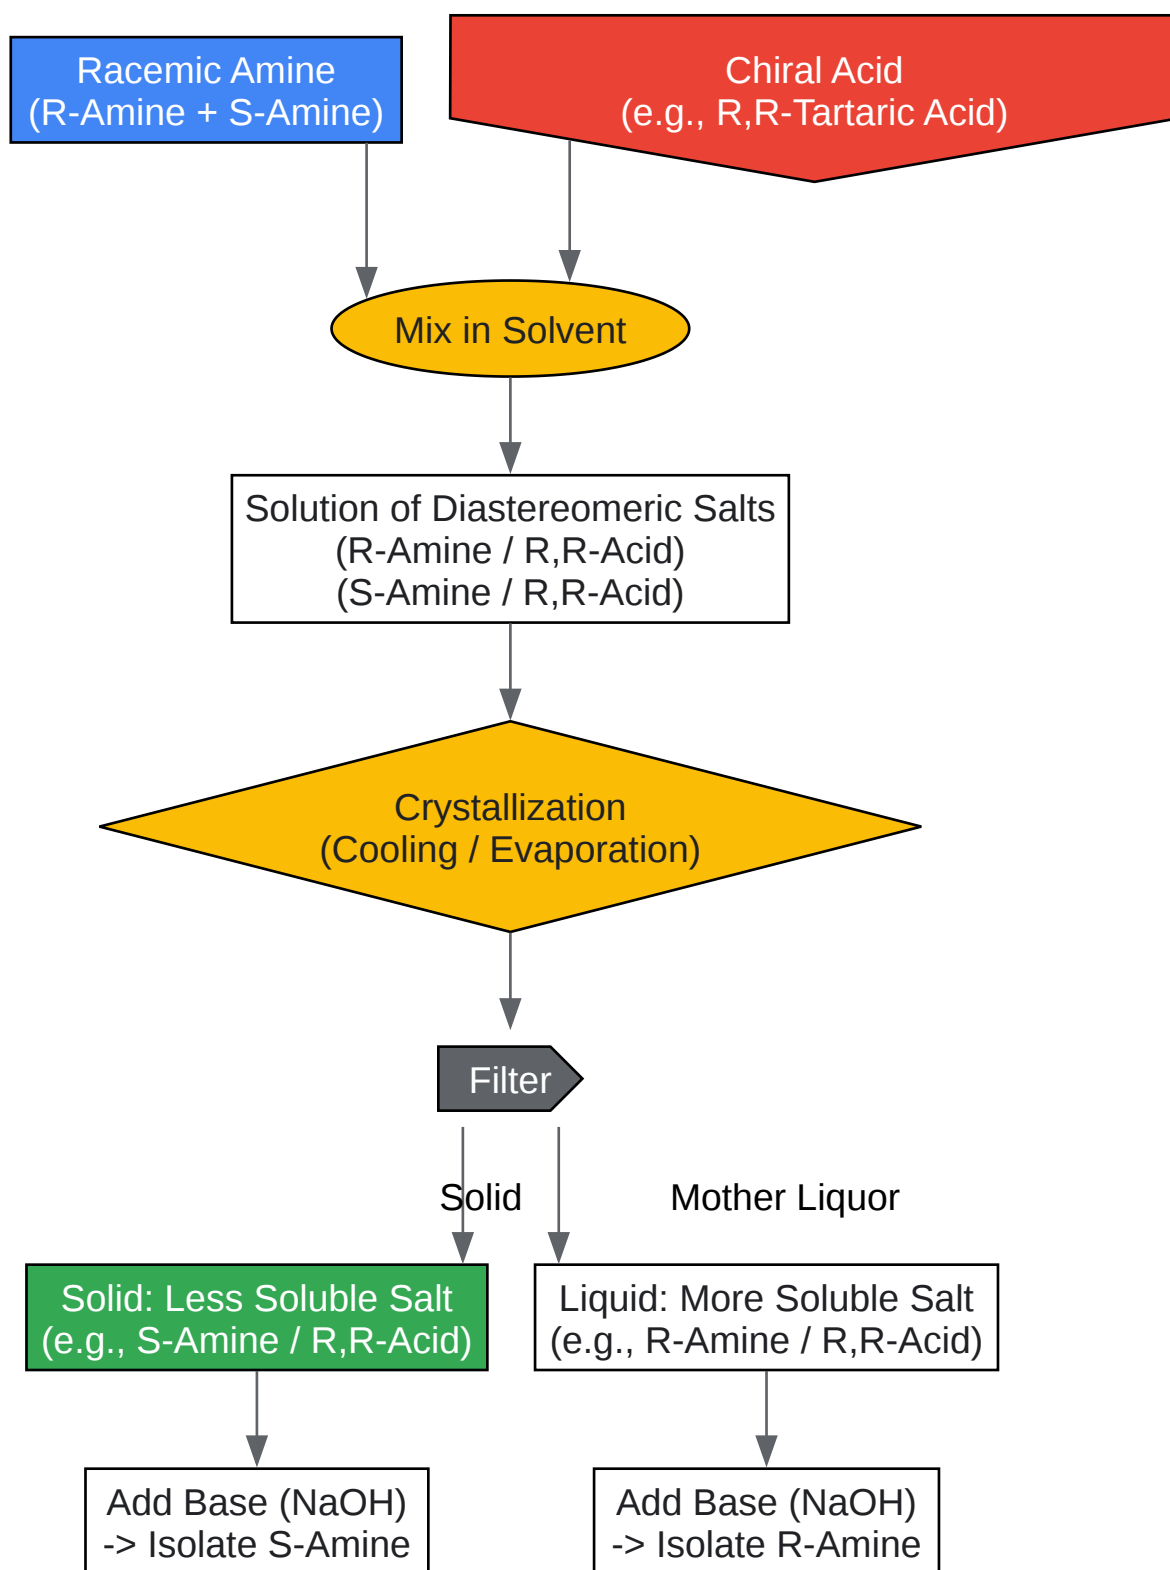 Racemic Amine
(R-Amine + S-Amine)
Chiral Acid
(e.g., R,R-Tartaric Acid)
Mix in Solvent
Solution of Diastereomeric Salts
(R-Amine / R,R-Acid)
(S-Amine / R,R-Acid)
Crystallization
(Cooling / Evaporation)
Filter
Solid
Mother Liquor
Solid: Less Soluble Salt
(e.g., S-Amine / R,R-Acid)
Liquid: More Soluble Salt
(e.g., R-Amine / R,R-Acid)
Add Base (NaOH)
-> Isolate S-Amine
Add Base (NaOH)
-> Isolate R-Amine